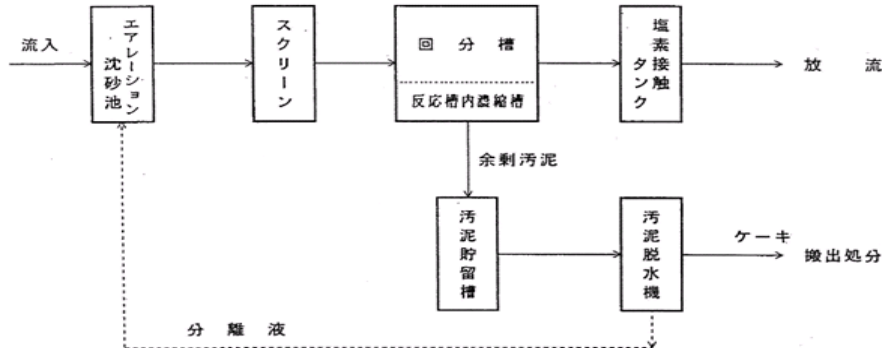 流入
エアレーション
沈砂池
スクリーン
回分槽
反応槽内濃縮槽
塩素接触
タンク
放流
余剰汚泥
汚泥貯留槽
汚泥脱水機
ケーキ
搬出処分
分離液